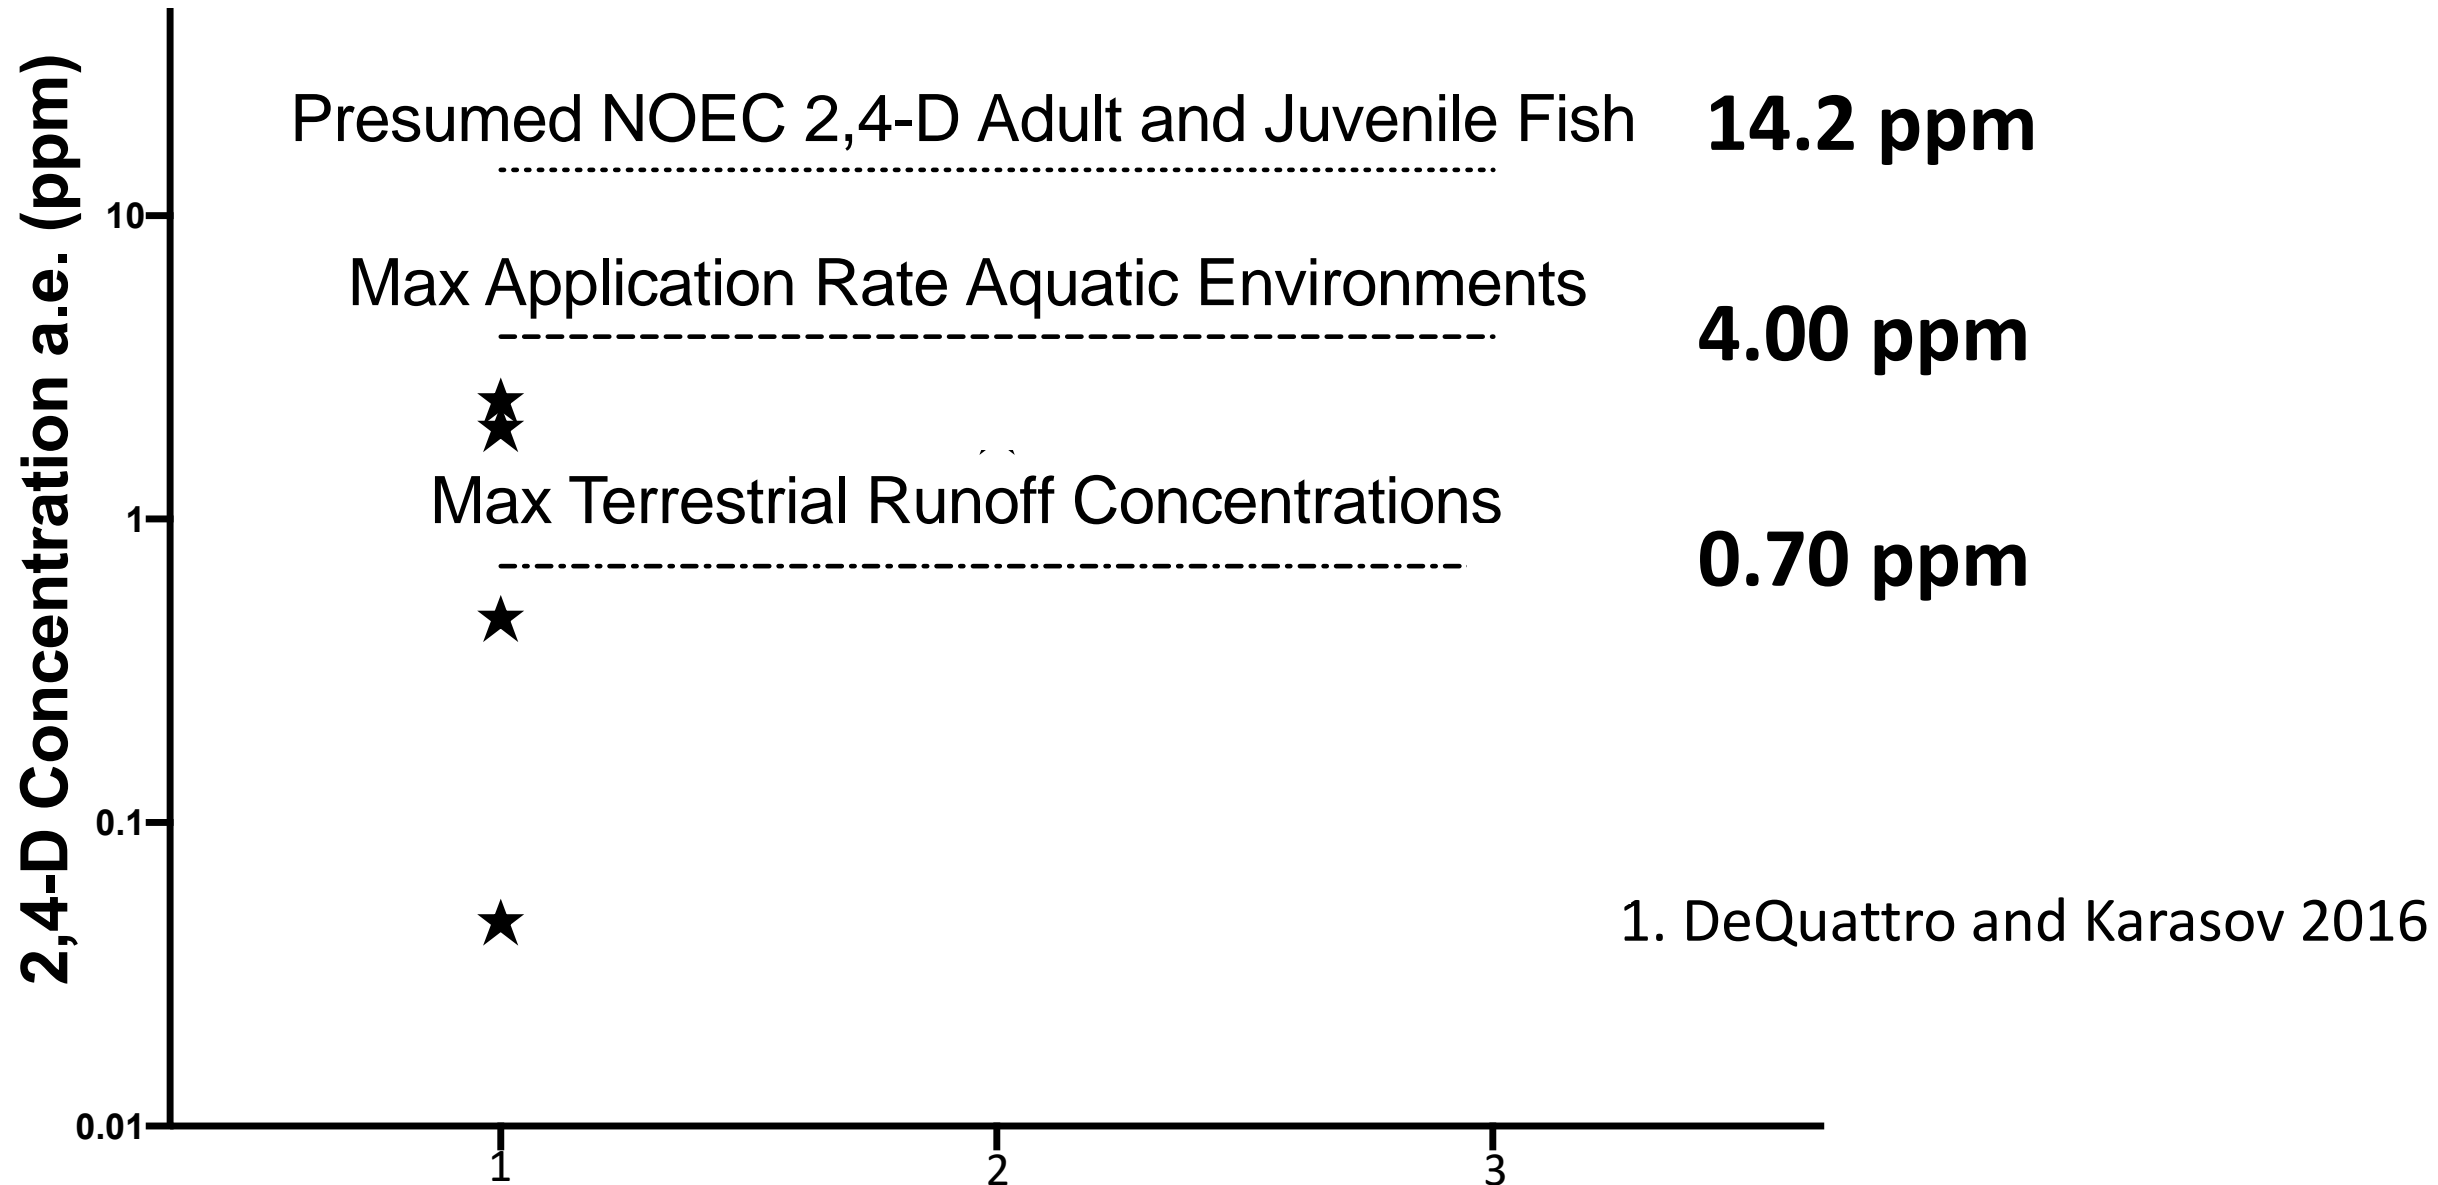 2,4-D Concentration a.e. (ppm)
Presumed NOEC 2,4-D Adult and Juvenile Fish
14.2 ppm
10
Max Application Rate Aquatic Environments
4.00 ppm
Max Terrestrial Runoff Concentrations
1
0.70 ppm
0.1
1. DeQuattro and Karasov 2016
0.01
1
2
3